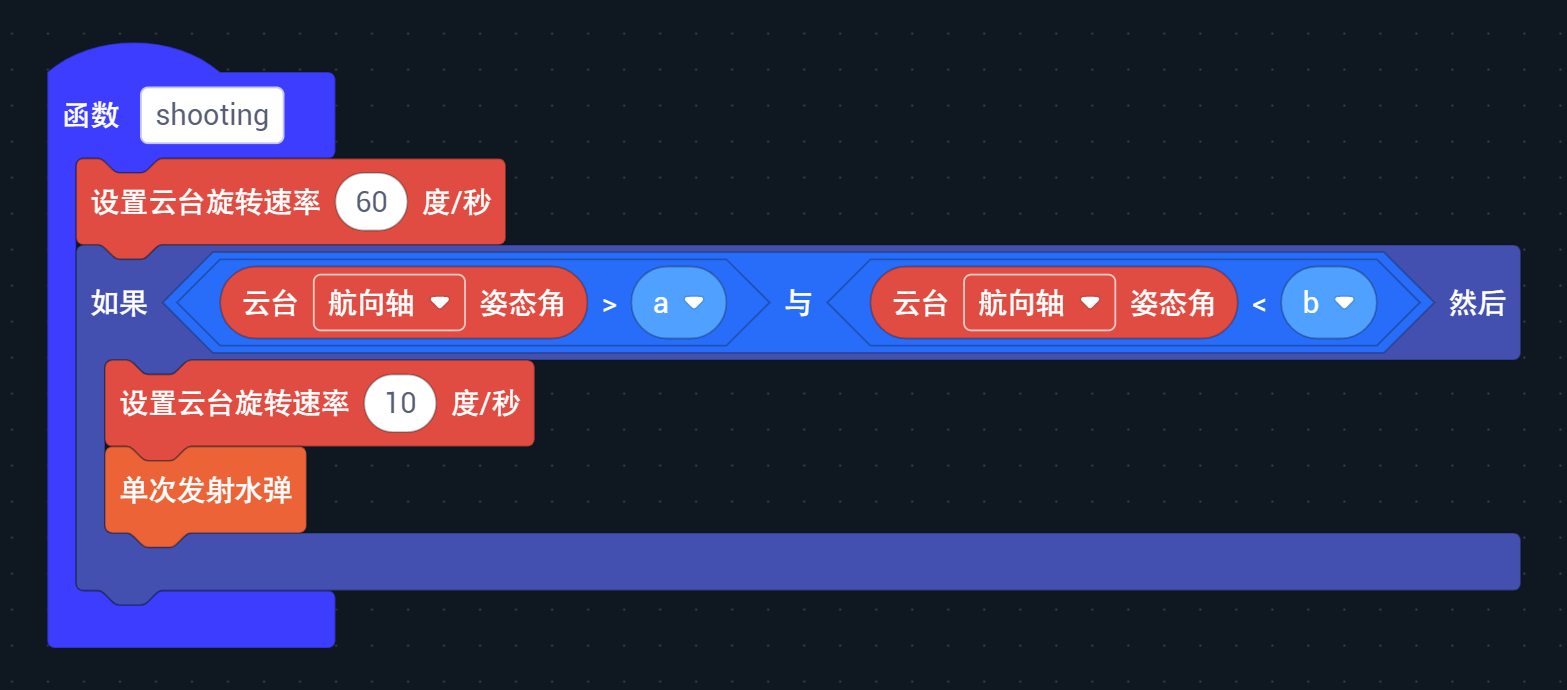 函数 shooting
设置云台旋转速率 60 度/秒
如果 云台 航向轴 姿态角 > a 与 云台 航向轴 姿态角 < b 然后
设置云台旋转速率 10 度/秒
单次发射水弹